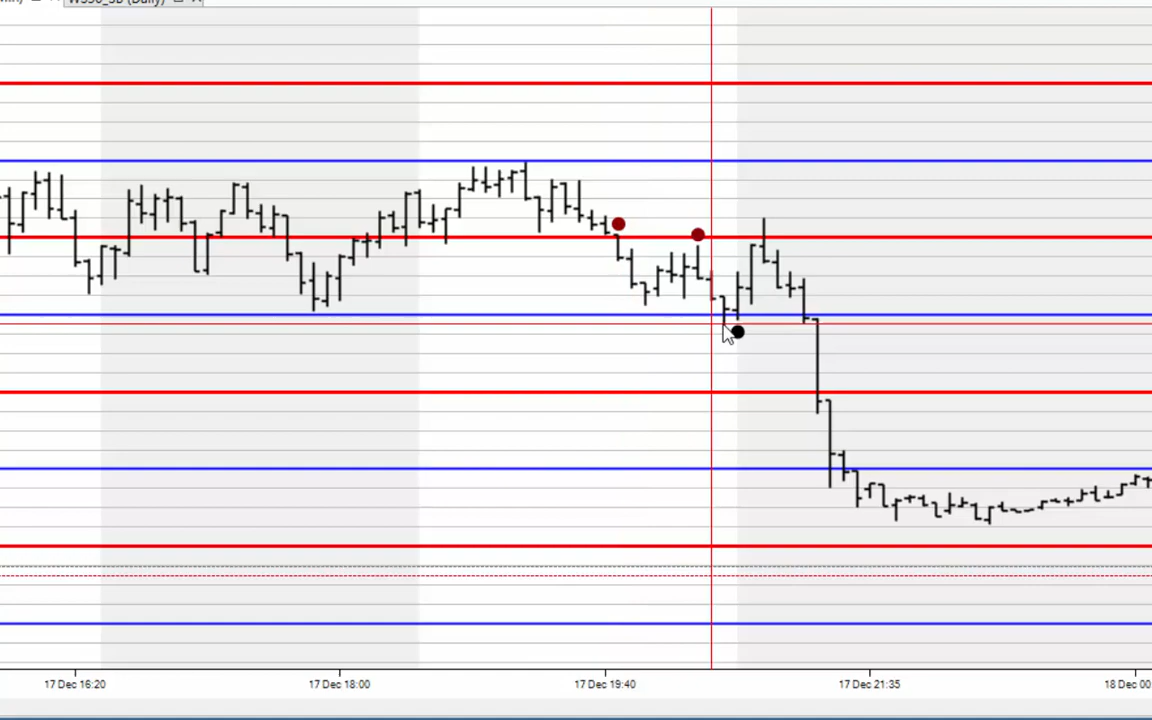 17 Dec 16:20
17 Dec 18:00
17 Dec 19:40
17 Dec 21:35
18 Dec 00